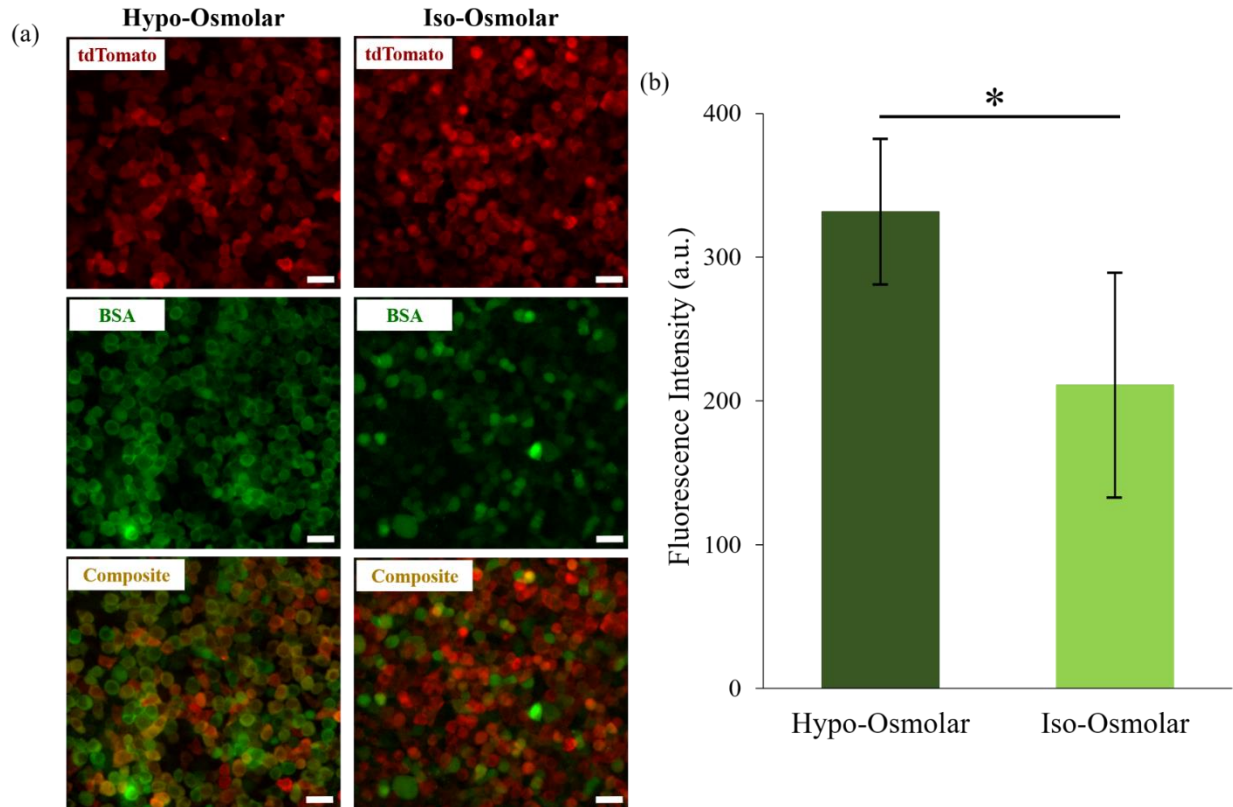 (a)
Hypo-Osmolar
Iso-Osmolar
tdTomato
tdTomato
BSA
BSA
Composite
Composite
(b)
*
400
300
200
100
0
Fluorescence Intensity (a.u.)
Hypo-Osmolar
Iso-Osmolar